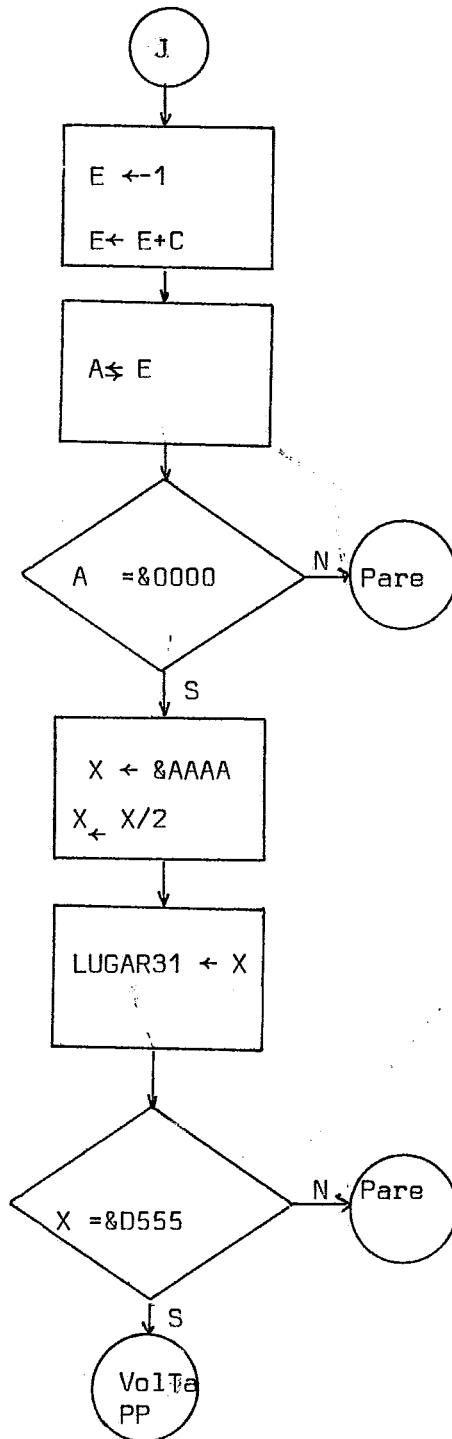 J
E ←-1
E← E+C
A⇆ E
A =&0000
N
Pare
S
X ← &AAAA
X ← X/2
LUGAR31 ← X
X =&D555
N
Pare
S
Volta
PP